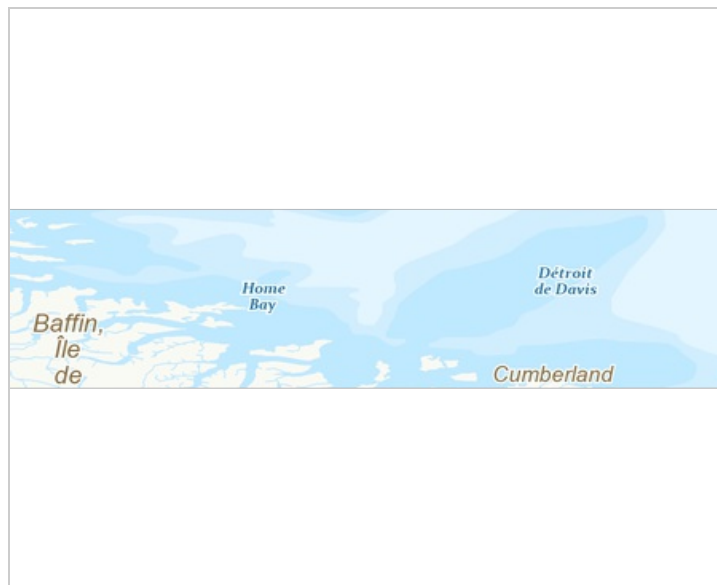 Home
Bay
Détroit
de Davis
Baffin,
Île
de
Cumberland